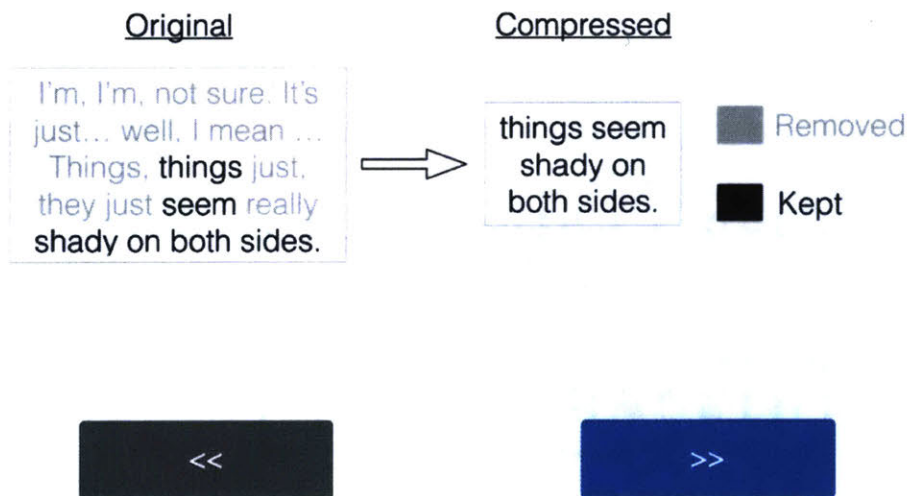 Original
Compressed
I'm, I'm, not sure. It's
just... well, I mean ...
Things, things just,
they just seem really
shady on both sides.
things seem
shady on
both sides.
Removed
Kept
<<
>>